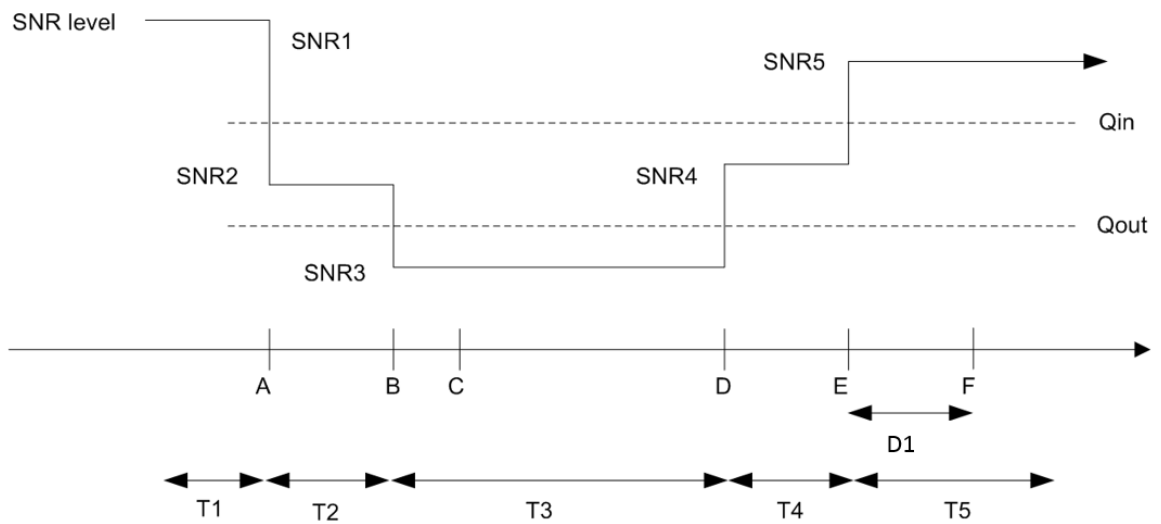 SNR level
SNR1
SNR5
Qin
SNR2
SNR4
Qout
SNR3
A B C D E F
D1
T1 T2 T3 T4 T5